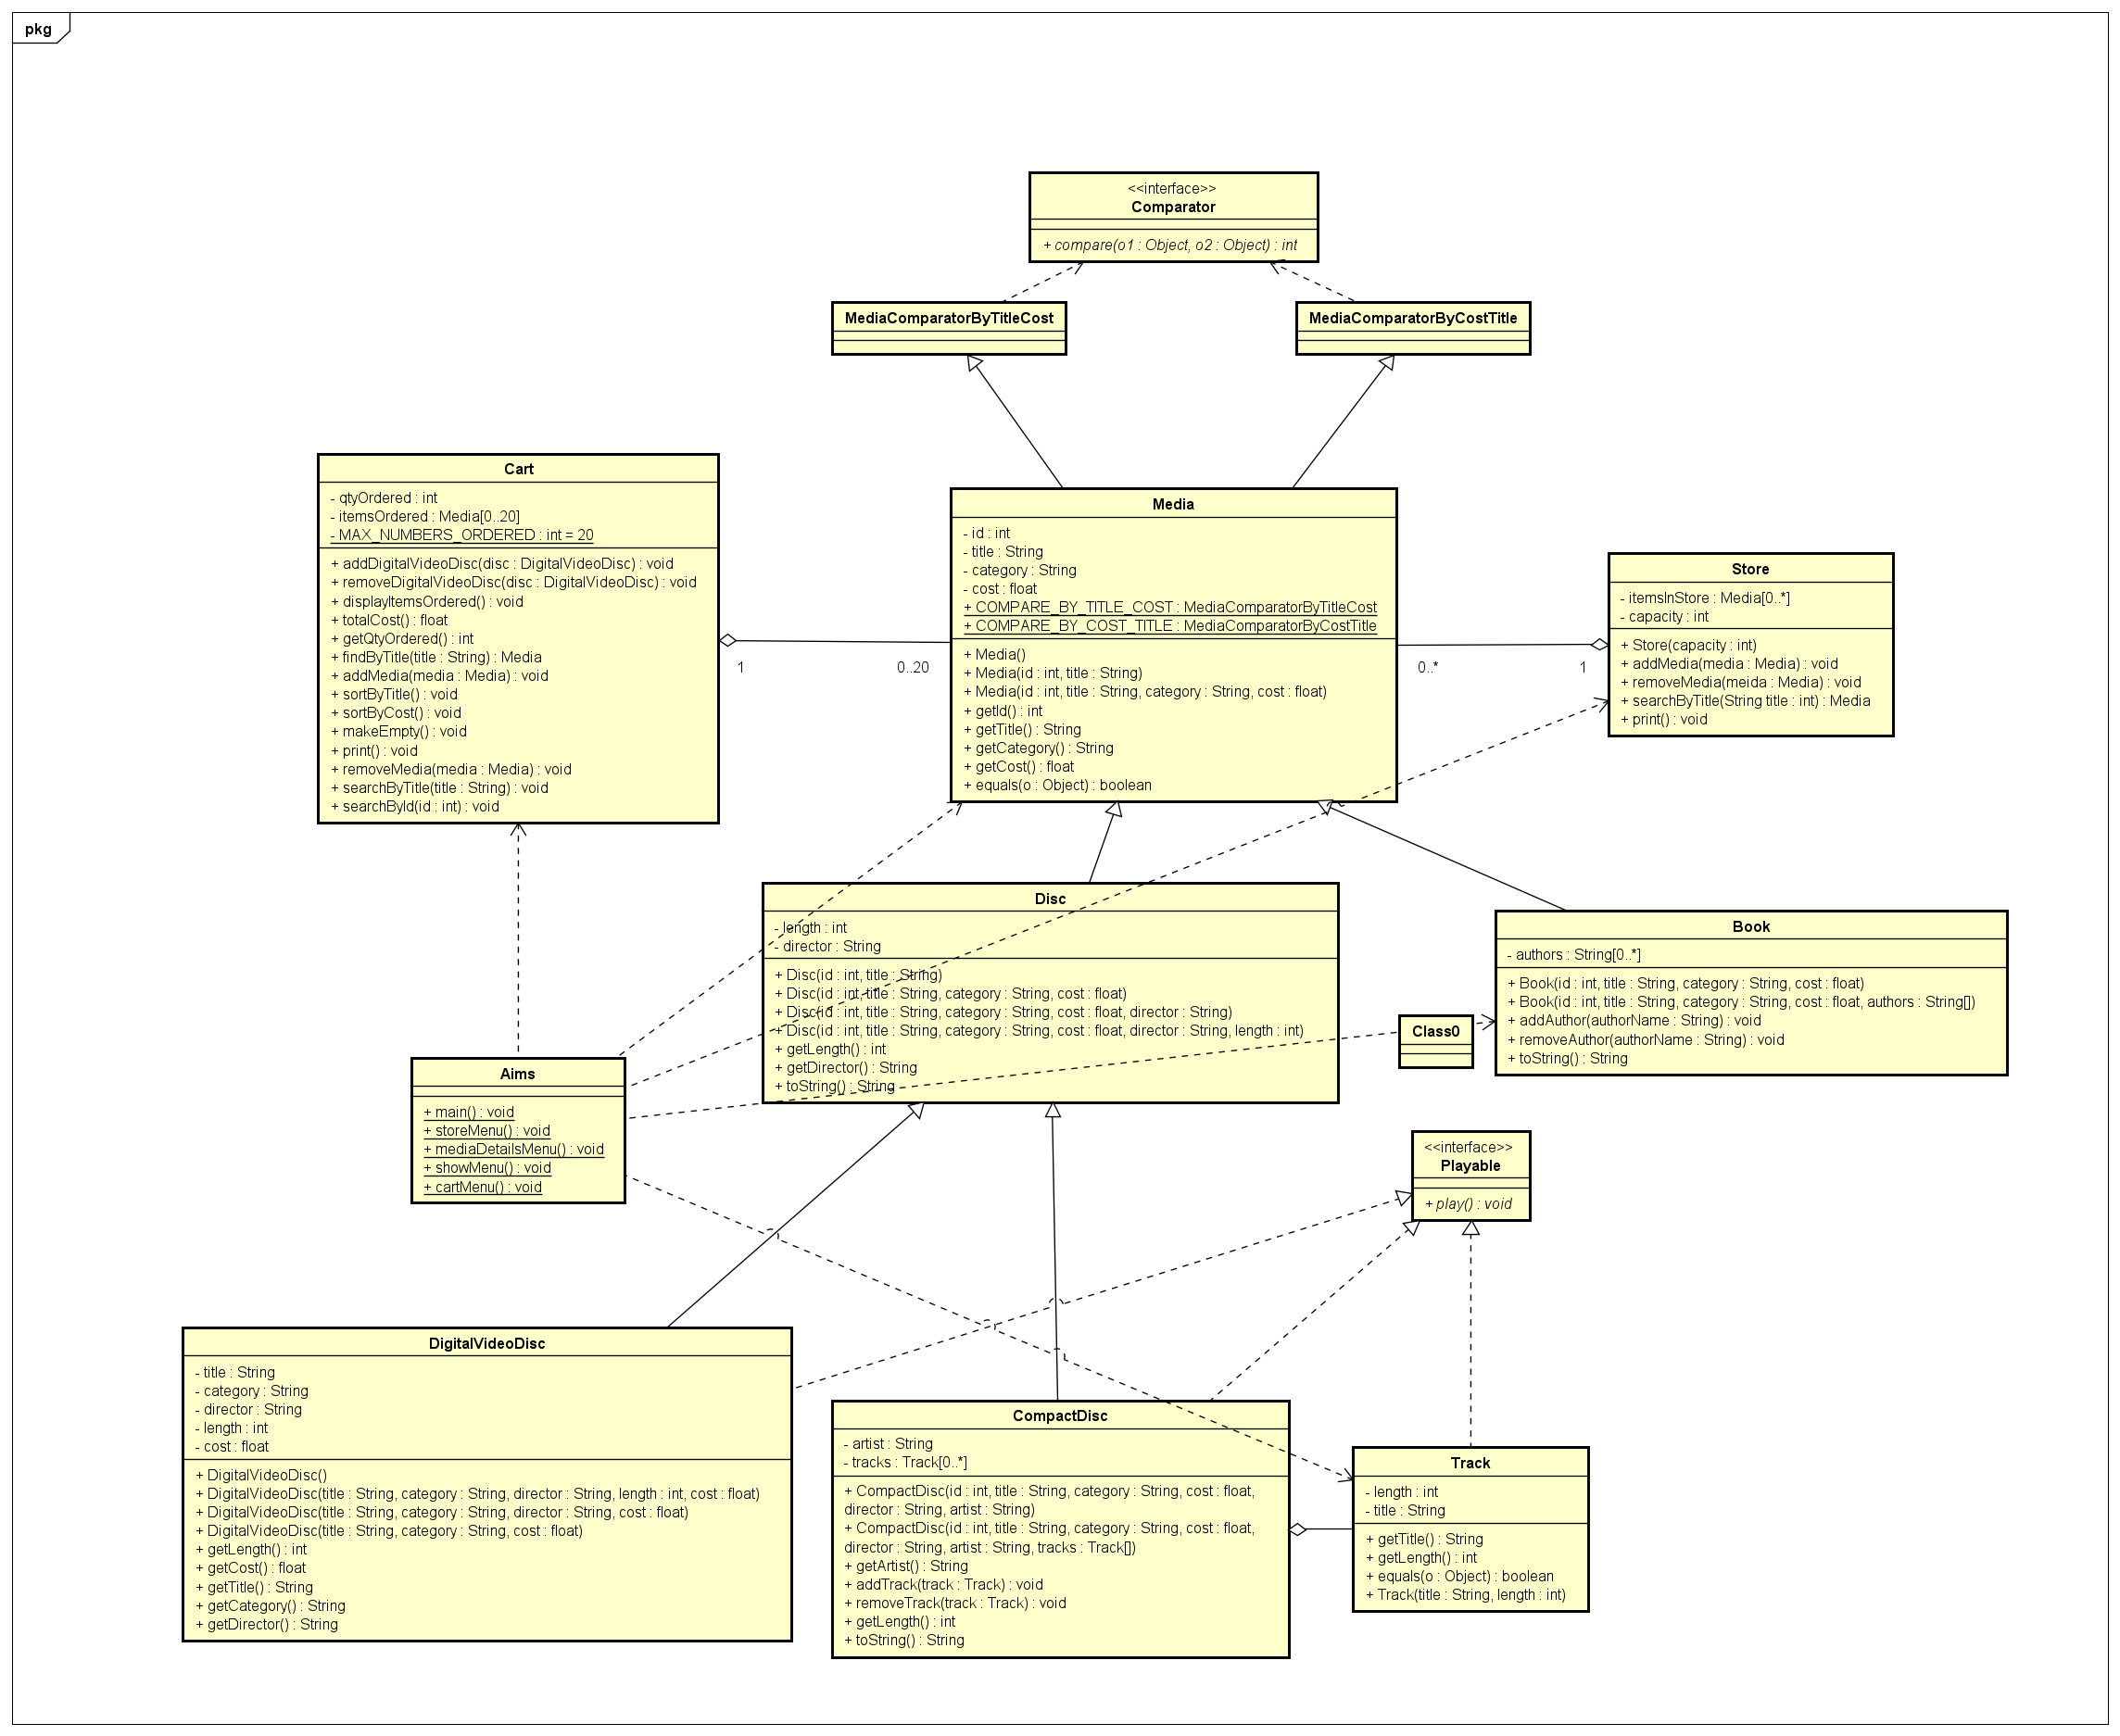 pkg
<<interface>>
Comparator
+ compare(o1 : Object, o2 : Object) : int
MediaComparatorByTitleCost
MediaComparatorByCostTitle
Cart
- qtyOrdered : int
- itemsOrdered : Media[0..20]
- MAX_NUMBERS_ORDERED : int = 20
+ addDigitalVideoDisc(disc : DigitalVideoDisc) : void
+ removeDigitalVideoDisc(disc : DigitalVideoDisc) : void
+ displayItemsOrdered() : void
+ totalCost() : float
+ getQtyOrdered() : int
+ findByTitle(title : String) : Media
+ addMedia(media : Media) : void
+ sortByTitle() : void
+ sortByCost() : void
+ makeEmpty() : void
+ print() : void
+ removeMedia(media : Media) : void
+ searchByTitle(title : String) : void
+ searchById(id : int) : void
1
0..20
Media
- id : int
- title : String
- category : String
- cost : float
+ COMPARE_BY_TITLE_COST : MediaComparatorByTitleCost
+ COMPARE_BY_COST_TITLE : MediaComparatorByCostTitle
+ Media()
+ Media(id : int, title : String)
+ Media(id : int, title : String, category : String, cost : float)
+ getId() : int
+ getTitle() : String
+ getCategory() : String
+ getCost() : float
+ equals(o : Object) : boolean
0..*
1
Store
- itemsInStore : Media[0..*]
- capacity : int
+ Store(capacity : int)
+ addMedia(media : Media) : void
+ removeMedia(meida : Media) : void
+ searchByTitle(String title : int) : Media
+ print() : void
Disc
- length : int
- director : String
+ Disc(id : int, title : String)
+ Disc(id : int, title : String, category : String, cost : float)
+ Disc(id : int, title : String, category : String, cost : float, director : String)
+ Disc(id : int, title : String, category : String, cost : float, director : String, length : int)
+ getLength() : int
+ getDirector() : String
+ toString() : String
Book
- authors : String[0..*]
+ Book(id : int, title : String, category : String, cost : float)
+ Book(id : int, title : String, category : String, cost : float, authors : String[])
+ addAuthor(authorName : String) : void
+ removeAuthor(authorName : String) : void
+ toString() : String
Class0
Aims
+ main() : void
+ storeMenu() : void
+ mediaDetailsMenu() : void
+ showMenu() : void
+ cartMenu() : void
<<interface>>
Playable
+ play() : void
DigitalVideoDisc
- title : String
- category : String
- director : String
- length : int
- cost : float
+ DigitalVideoDisc()
+ DigitalVideoDisc(title : String, category : String, director : String, length : int, cost : float)
+ DigitalVideoDisc(title : String, category : String, director : String, cost : float)
+ DigitalVideoDisc(title : String, category : String, cost : float)
+ getLength() : int
+ getCost() : float
+ getTitle() : String
+ getCategory() : String
+ getDirector() : String
CompactDisc
- artist : String
- tracks : Track[0..*]
+ CompactDisc(id : int, title : String, category : String, cost : float,
director : String, artist : String)
+ CompactDisc(id : int, title : String, category : String, cost : float,
director : String, artist : String, tracks : Track[])
+ getArtist() : String
+ addTrack(track : Track) : void
+ removeTrack(track : Track) : void
+ getLength() : int
+ toString() : String
Track
- length : int
- title : String
+ getTitle() : String
+ getLength() : int
+ equals(o : Object) : boolean
+ Track(title : String, length : int)